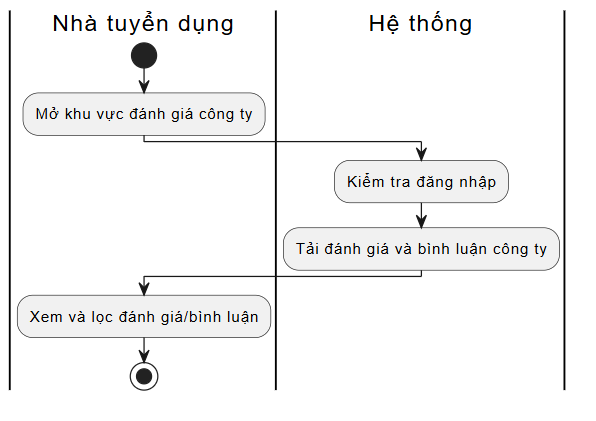 Nhà tuyển dụng
Hệ thống
Mở khu vực đánh giá công ty
Kiểm tra đăng nhập
Tải đánh giá và bình luận công ty
Xem và lọc đánh giá/bình luận